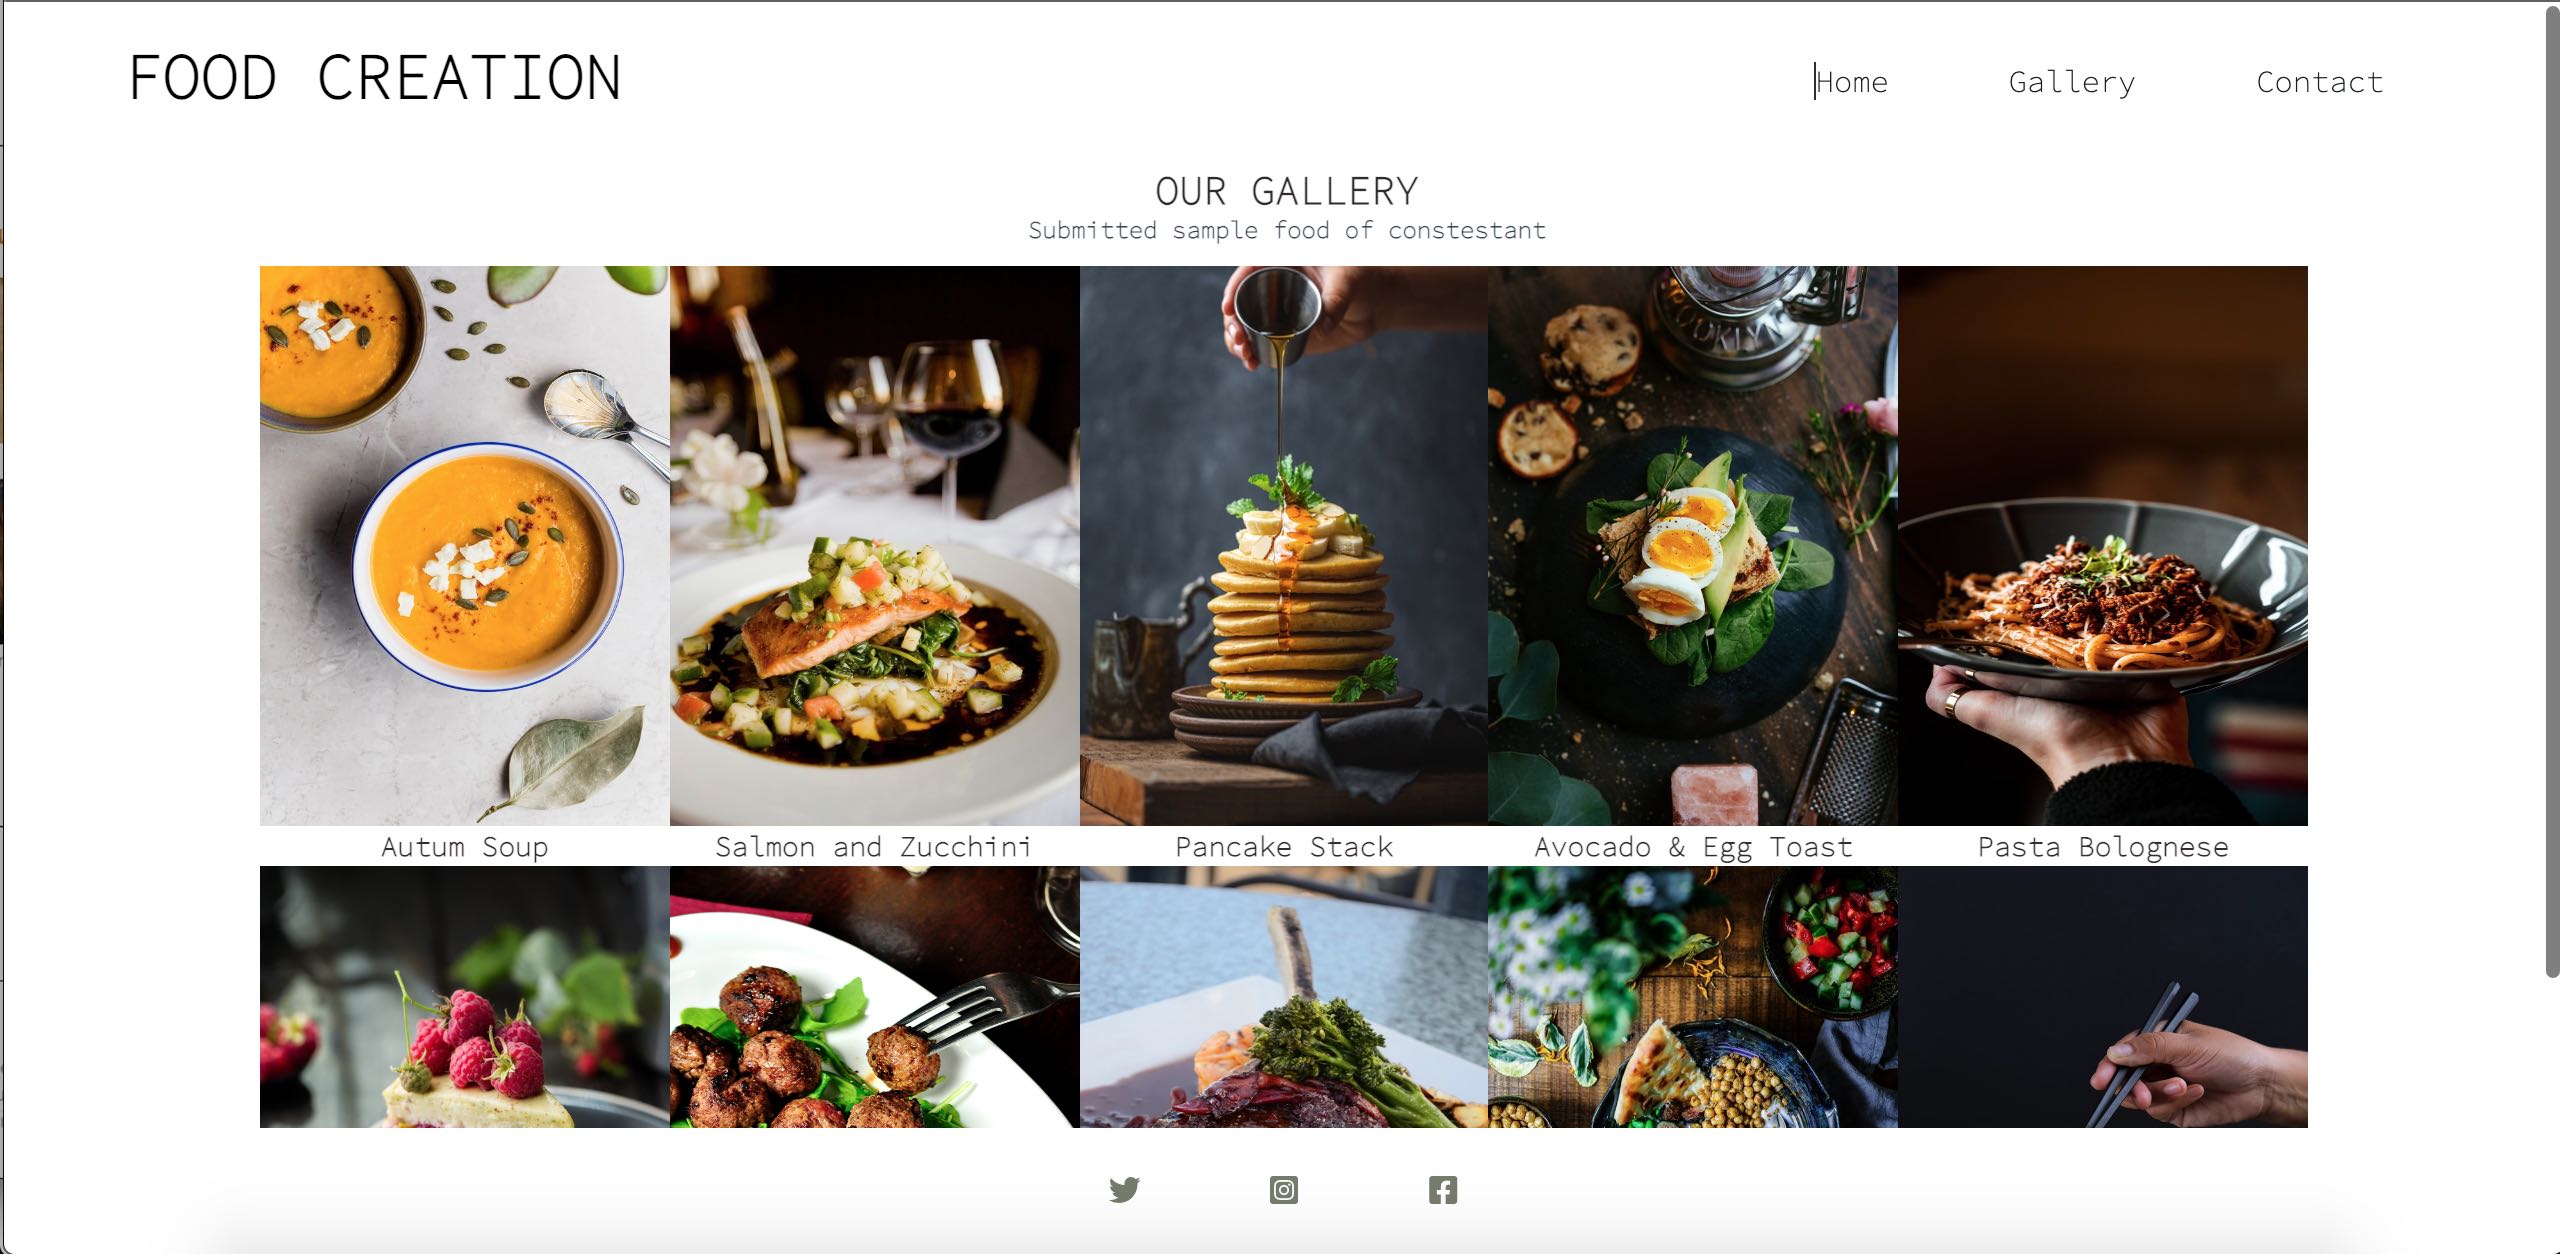 FOOD CREATION
Home Gallery Contact
OUR GALLERY
Submitted sample food of constestant
Autum Soup
Salmon and Zucchini
Pancake Stack
Avocado & Egg Toast
Pasta Bolognese